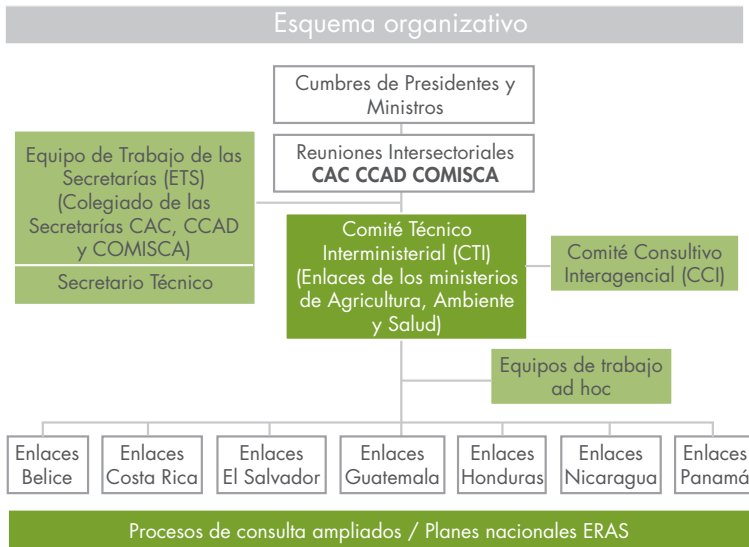 Esquema organizativo
Cumbres de Presidentes y
Ministros
Reuniones Intersectoriales
CAC CCAD COMISCA
Equipo de Trabajo de las
Secretarías (ETS)
(Colegiado de las
Secretarías CAC, CCAD
y COMISCA)
Secretario Técnico
Comité Técnico
Interministerial (CTI)
(Enlaces de los ministerios
de Agricultura, Ambiente
y Salud)
Comité Consultivo
Interagencial (CCI)
Equipos de trabajo
ad hoc
Enlaces
Belice
Enlaces
Costa Rica
Enlaces
El Salvador
Enlaces
Guatemala
Enlaces
Honduras
Enlaces
Nicaragua
Enlaces
Panamá
Procesos de consulta ampliados / Planes nacionales ERAS